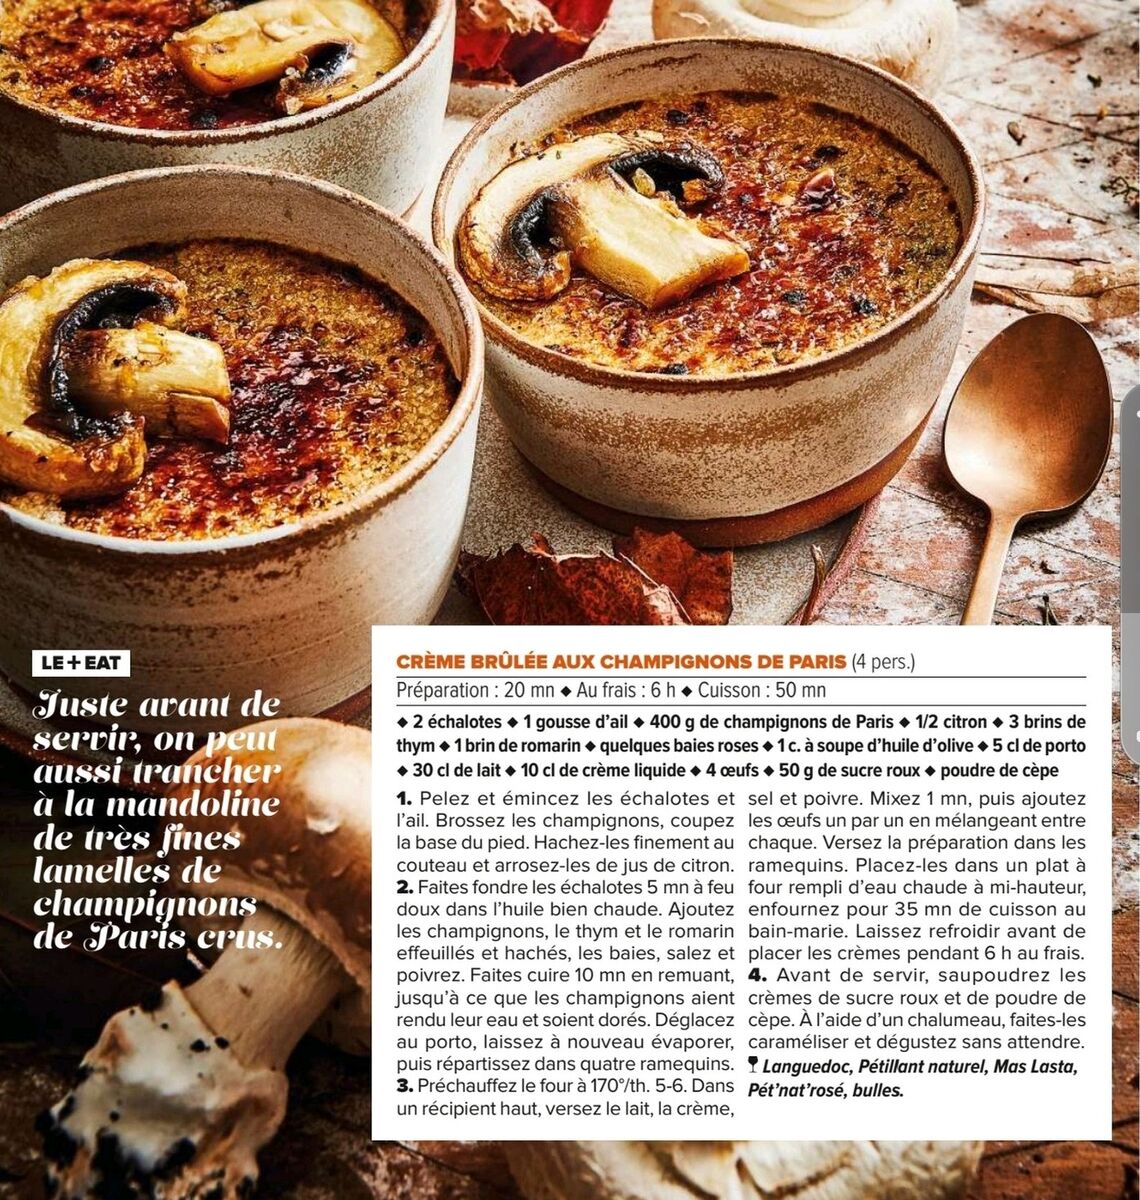 LE+EAT
Juste avant de
servir, on peut
aussi trancher
à la mandoline
de très fines
lamelles de
champignons
de Paris crus.
CRÈME BRÛLÉE AUX CHAMPIGNONS DE PARIS (4 pers.)
Préparation : 20 mn ◆ Au frais : 6 h ◆ Cuisson : 50 mn
◆ 2 échalotes ◆ 1 gousse d’ail ◆ 400 g de champignons de Paris ◆ 1/2 citron ◆ 3 brins de
thym ◆ 1 brin de romarin ◆ quelques baies roses ◆ 1 c. à soupe d’huile d’olive ◆ 5 cl de porto
◆ 30 cl de lait ◆ 10 cl de crème liquide ◆ 4 œufs ◆ 50 g de sucre roux ◆ poudre de cèpe
1. Pelez et émincez les échalotes et
l’ail. Brossez les champignons, coupez
la base du pied. Hachez-les finement au
couteau et arrosez-les de jus de citron.
2. Faites fondre les échalotes 5 mn à feu
doux dans l’huile bien chaude. Ajoutez
les champignons, le thym et le romarin
effeuillés et hachés, les baies, salez et
poivrez. Faites cuire 10 mn en remuant,
jusqu’à ce que les champignons aient
rendu leur eau et soient dorés. Déglacez
au porto, laissez à nouveau évaporer,
puis répartissez dans quatre ramequins.
3. Préchauffez le four à 170°/th. 5-6. Dans
un récipient haut, versez le lait, la crème,
sel et poivre. Mixez 1 mn, puis ajoutez
les œufs un par un en mélangeant entre
chaque. Versez la préparation dans les
ramequins. Placez-les dans un plat à
four rempli d’eau chaude à mi-hauteur,
enfournez pour 35 mn de cuisson au
bain-marie. Laissez refroidir avant de
placer les crèmes pendant 6 h au frais.
4. Avant de servir, saupoudrez les
crèmes de sucre roux et de poudre de
cèpe. À l’aide d’un chalumeau, faites-les
caraméliser et dégustez sans attendre.
Languedoc, Pétillant naturel, Mas Lasta,
Pét’nat’rosé, bulles.